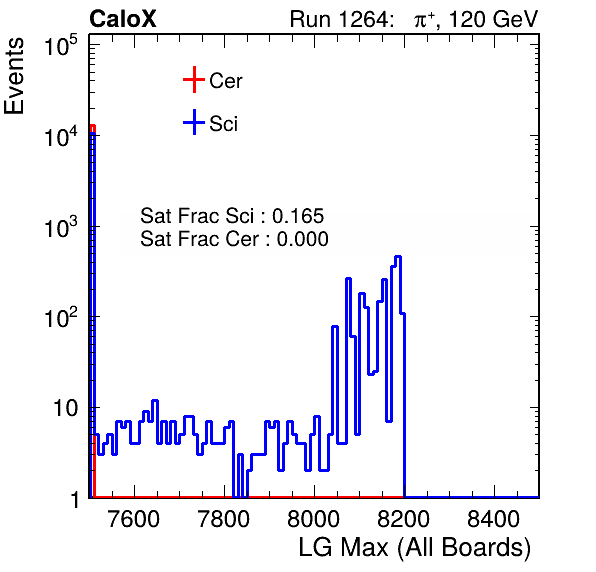 CaloX Run 1264: π⁺, 120 GeV
Events
10⁵
10⁴
10³
10²
10
1
Cer
Sci
Sat Frac Sci : 0.165
Sat Frac Cer : 0.000
7600 7800 8000 8200 8400
LG Max (All Boards)